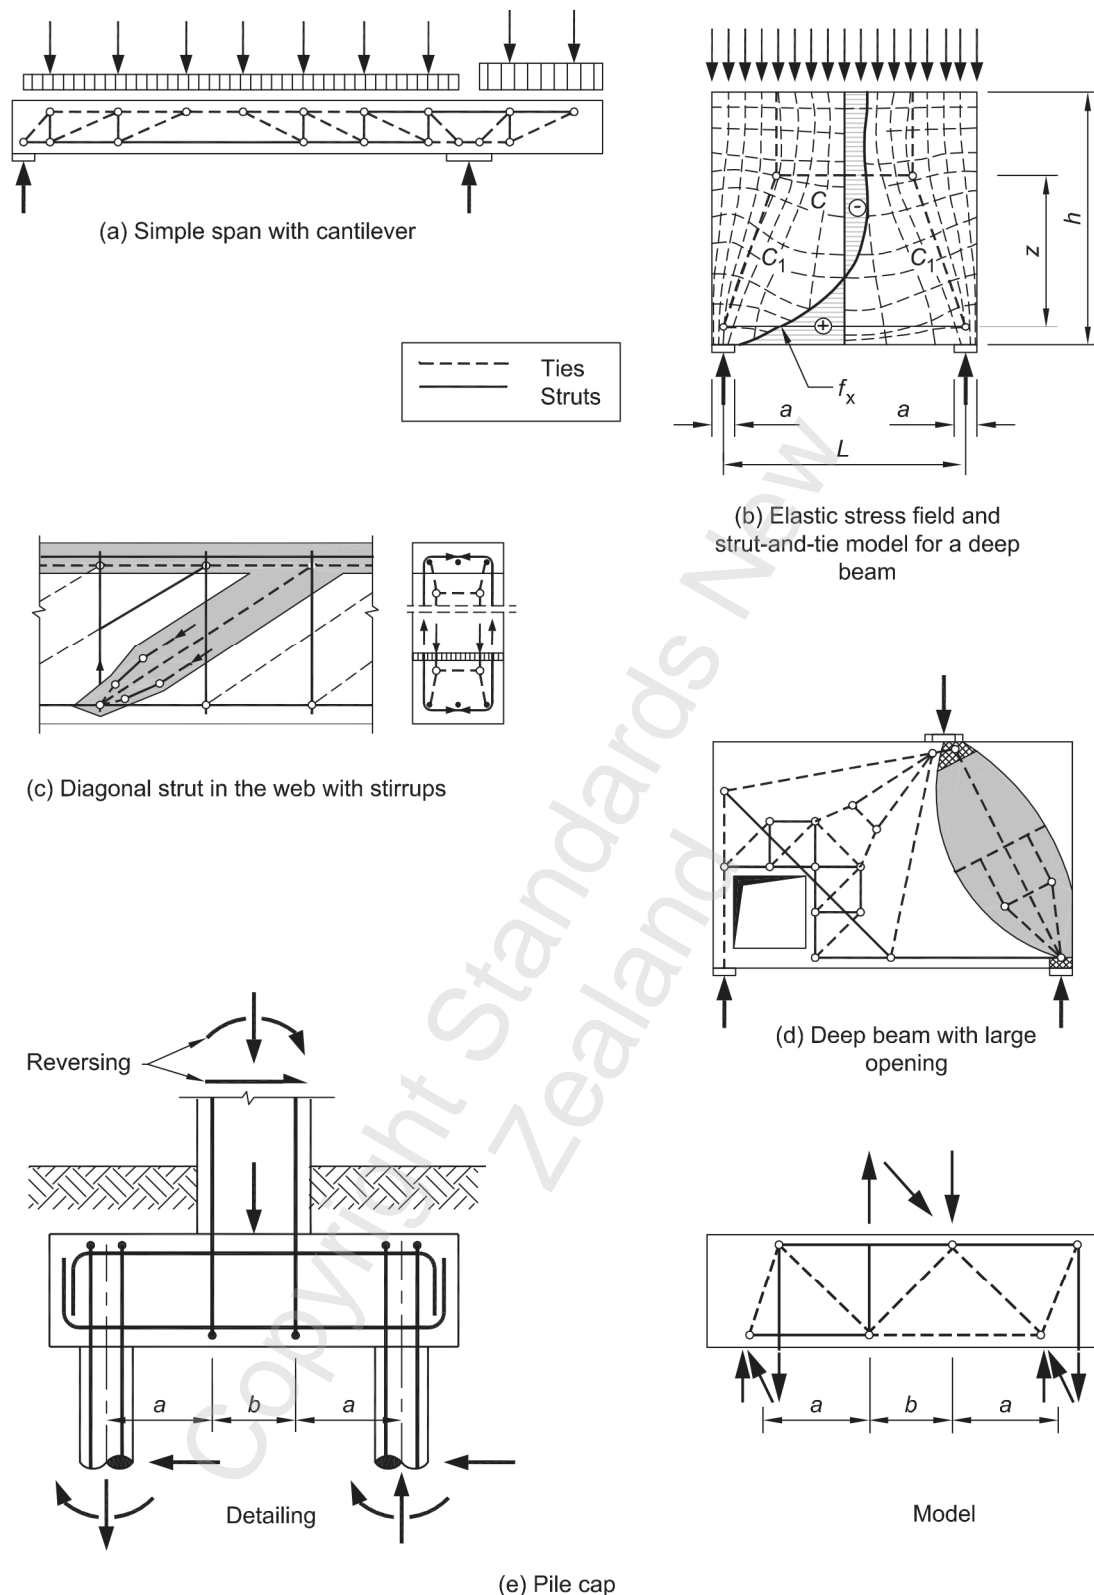 (a) Simple span with cantilever
C
-
C1
C1
+
z
h
fx
a
a
L
Ties
Struts
(b) Elastic stress field and
strut-and-tie model for a deep
beam
(c) Diagonal strut in the web with stirrups
(d) Deep beam with large
opening
Reversing
a
b
a
Detailing
a
b
a
Model
(e) Pile cap
Copyright Standards New
Zealand